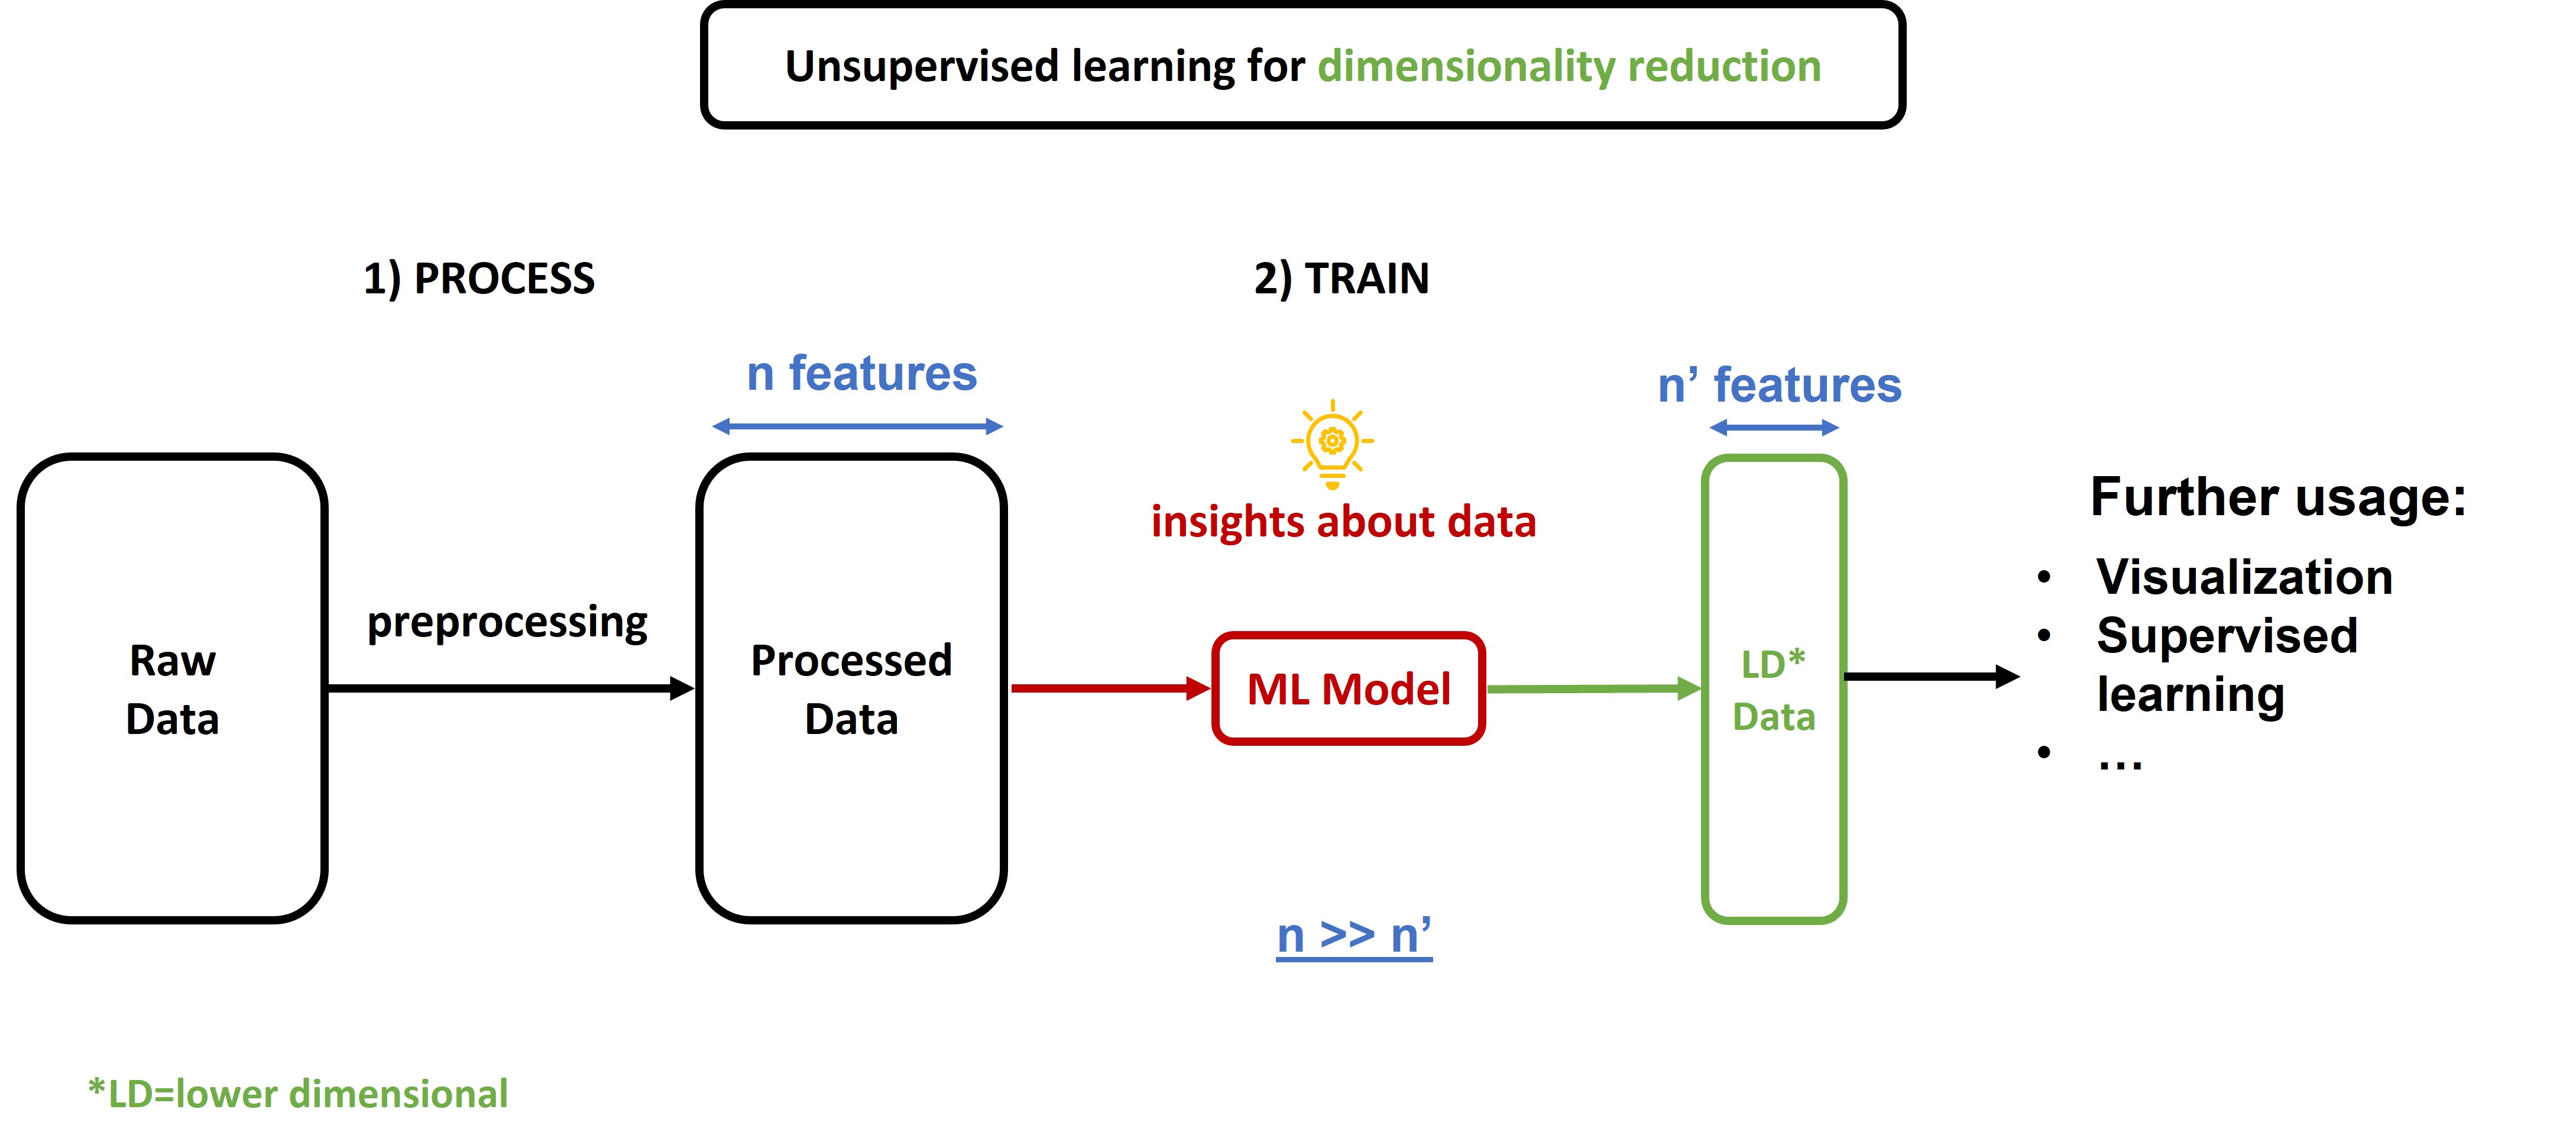 Unsupervised learning for dimensionality reduction
1) PROCESS
2) TRAIN
n features
n’ features
insights about data
Raw
Data
preprocessing
Processed
Data
ML Model
LD*
Data
Further usage:
• Visualization
• Supervised
learning
• …
n >> n’
*LD=lower dimensional